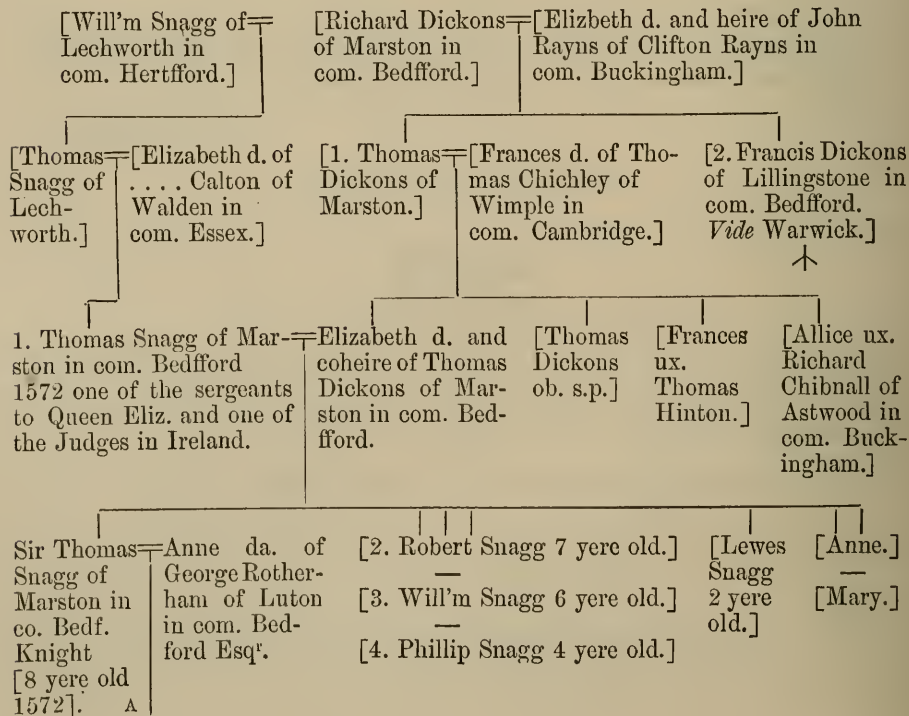 [Will'm Snagg of
Lechworth in
com. Hertfford.]
[Richard Dickons
of Marston in
com. Bedfford.]
[Elizbeth d. and heire of John
Rayns of Clifton Rayns in
com. Buckingham.]
[Thomas
Snagg of
Lech-
worth.]
[Elizabeth d. of
. . . . Calton of
Walden in
com. Essex.]
[1. Thomas
Dickons of
Marston.]
[Frances d. of Tho-
mas Chichley of
Wimple in
com. Cambridge.]
[2. Francis Dickons
of Lillingstone in
com. Bedfford.
Vide Warwick.]
1. Thomas Snagg of Mar-
ston in com. Bedfford
1572 one of the sergeants
to Queen Eliz. and one of
the Judges in Ireland.
Elizabeth d. and
coheire of Thomas
Dickons of Mar-
ston in com. Bed-
fford.
[Thomas
Dickons
ob. s.p.]
[Frances
ux.
Thomas
Hinton.]
[Allice ux.
Richard
Chibnall of
Astwood in
com. Buck-
ingham.]
Sir Thomas
Snagg of
Marston in
co. Bedf.
Knight
[8 yere old
1572]. A
Anne da. of
George Rother-
ham of Luton
in com. Bed-
ford Esqr.
[2. Robert Snagg 7 yere old.]
—
[3. Will'm Snagg 6 yere old.]
—
[4. Phillip Snagg 4 yere old.]
[Lewes
Snagg
2 yere
old.]
[Anne.]
—
[Mary.]